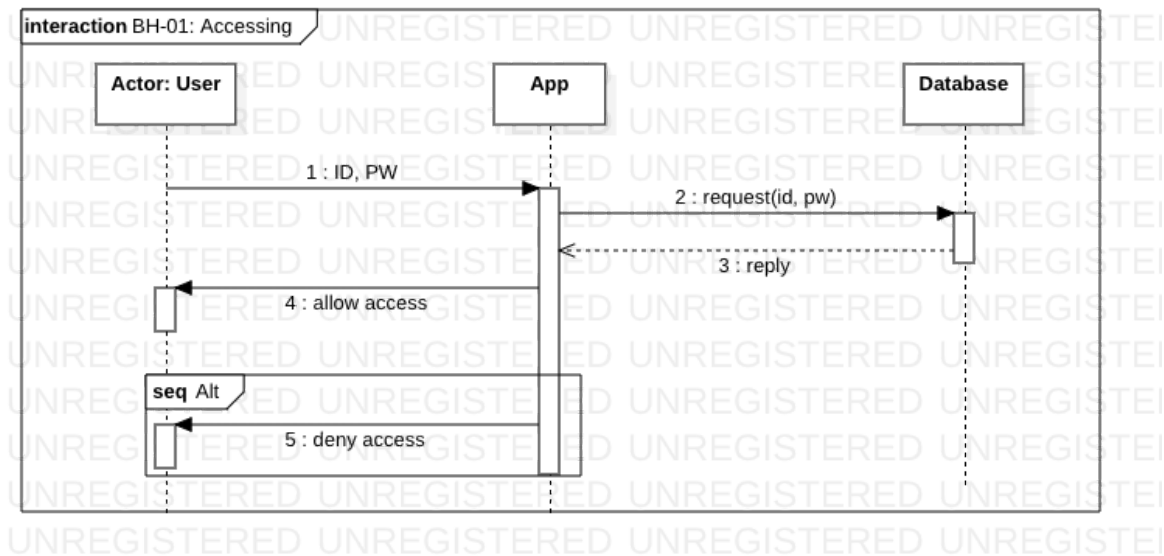 interaction BH-01: Accessing
Actor: User
App
Database
1 : ID, PW
2 : request(id, pw)
3 : reply
4 : allow access
seq Alt
5 : deny access
UNREGISTERED UNREGISTERED UNREGISTERED UNREGISTE